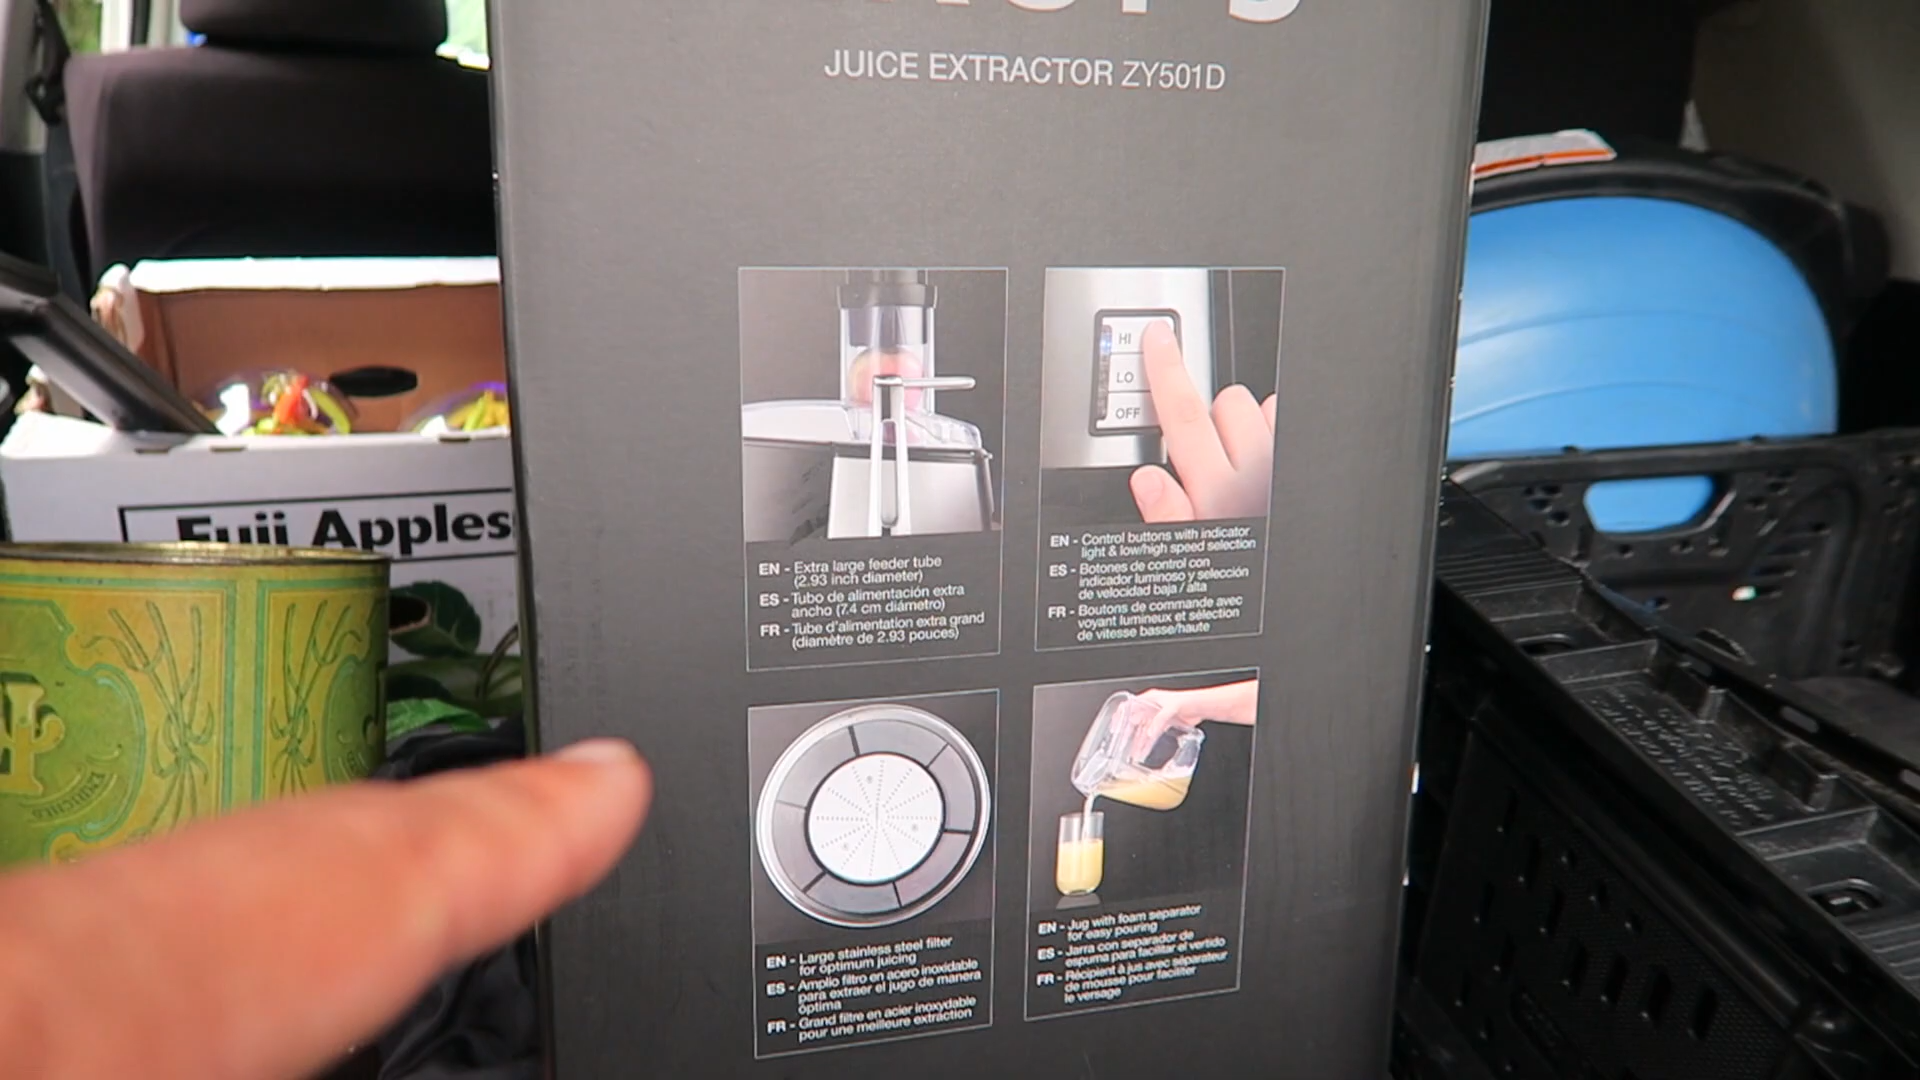 JUICE EXTRACTOR ZY501D
HI
LO
OFF
EN - Extra large feeder tube
(2.93 inch diameter)
ES - Tubo de alimentación extra
ancho (7.4 cm diámetro)
FR - Tube d'alimentation extra grand
(diamètre de 2.93 pouces)
EN - Control buttons with indicator
light & low/high speed selection
ES - Botones de control con
indicador luminoso y selección
de velocidad baja / alta
FR - Boutons de commande avec
voyant lumineux et sélection
de vitesse basse/haute
EN - Large stainless steel filter
for optimum juicing
ES - Amplio filtro en acero inoxidable
para extraer el jugo de manera
óptima
FR - Grand filtre en acier inoxydable
pour une meilleure extraction
EN - Jug with foam separator
for easy pouring
ES - Jarra con separador de
espuma para facilitar el vertido
FR - Récipient à jus avec séparateur
de mousse pour faciliter
le versage
Fuji Apples